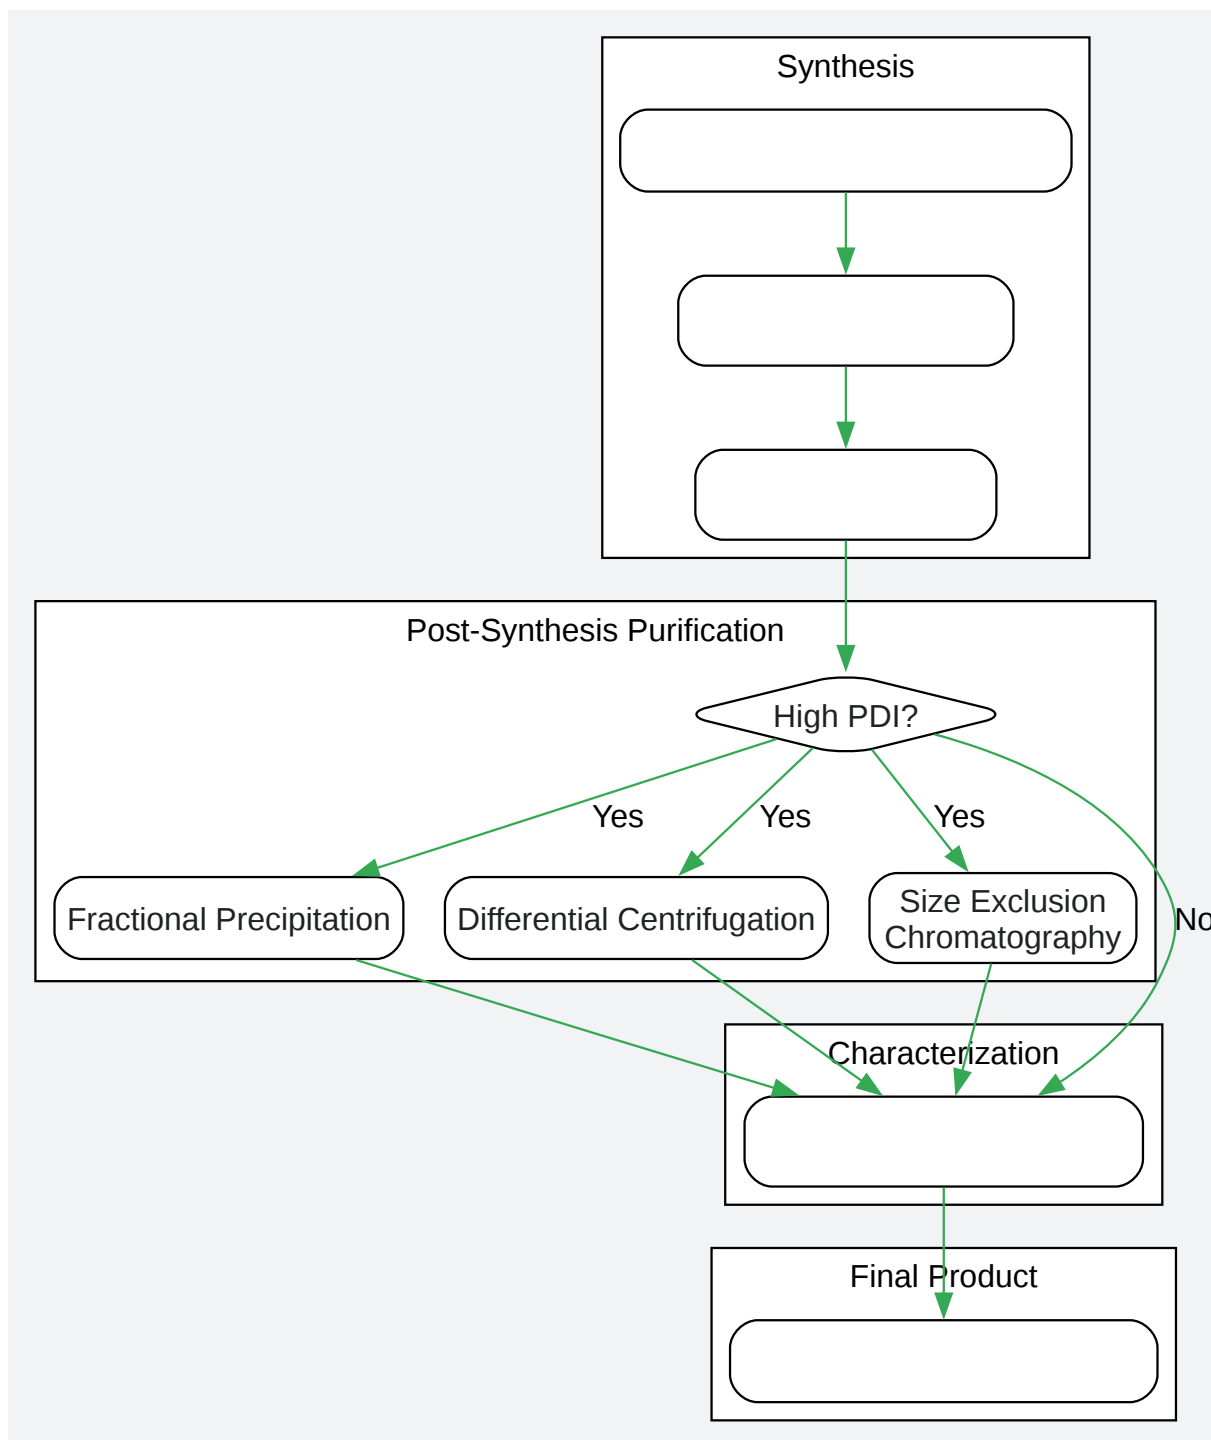 Synthesis
Post-Synthesis Purification
High PDI?
Yes
Yes
Yes
Fractional Precipitation
Differential Centrifugation
Size Exclusion
Chromatography
No
Characterization
Final Product